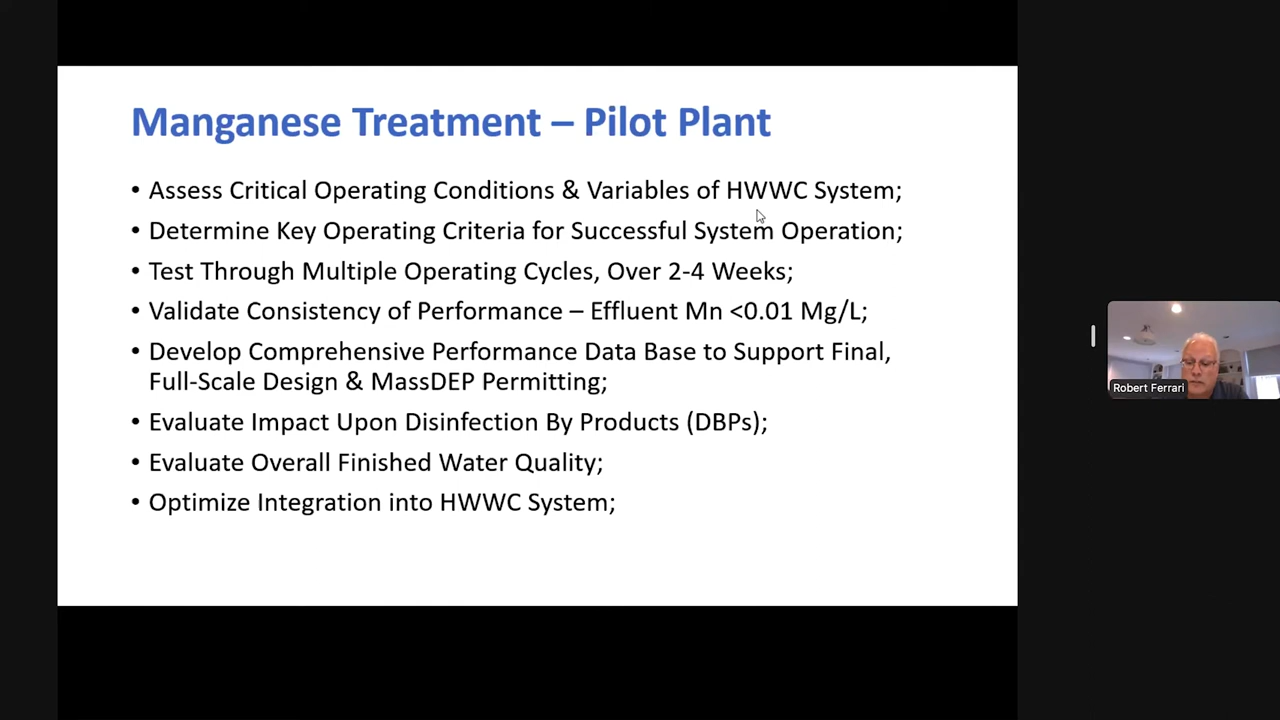 Manganese Treatment – Pilot Plant
• Assess Critical Operating Conditions & Variables of HWWC System;
• Determine Key Operating Criteria for Successful System Operation;
• Test Through Multiple Operating Cycles, Over 2-4 Weeks;
• Validate Consistency of Performance – Effluent Mn <0.01 Mg/L;
• Develop Comprehensive Performance Data Base to Support Final,
Full-Scale Design & MassDEP Permitting;
• Evaluate Impact Upon Disinfection By Products (DBPs);
• Evaluate Overall Finished Water Quality;
• Optimize Integration into HWWC System;
Robert Ferrari